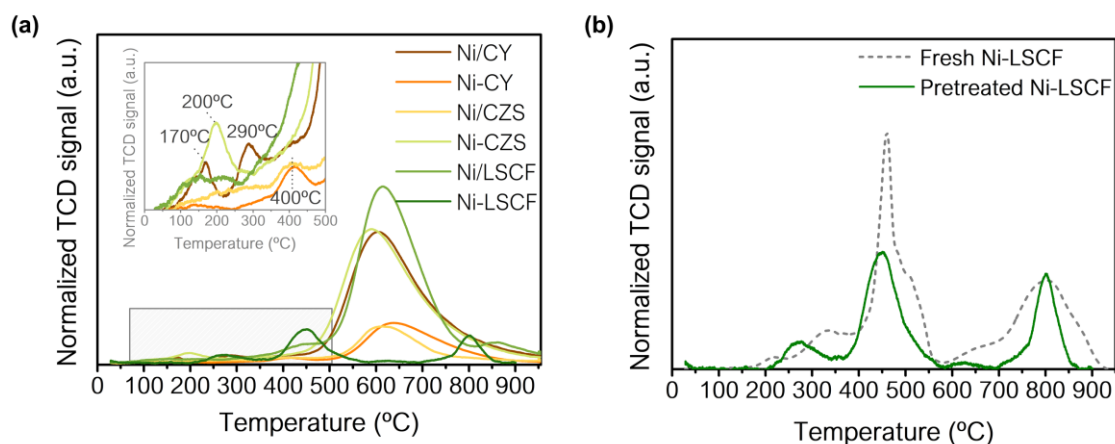 (a)
Normalized TCD signal (a.u.)
Ni/CY
Ni-CY
Ni/CZS
Ni-CZS
Ni/LSCF
Ni-LSCF
Normalized TCD signal (a.u.)
200ºC
170ºC
290ºC
400ºC
0 100 200 300 400 500
Temperature (ºC)
0 100 200 300 400 500 600 700 800 900
Temperature (ºC)
(b)
Normalized TCD signal (a.u.)
Fresh Ni-LSCF
Pretreated Ni-LSCF
0 100 200 300 400 500 600 700 800 900
Temperature (ºC)